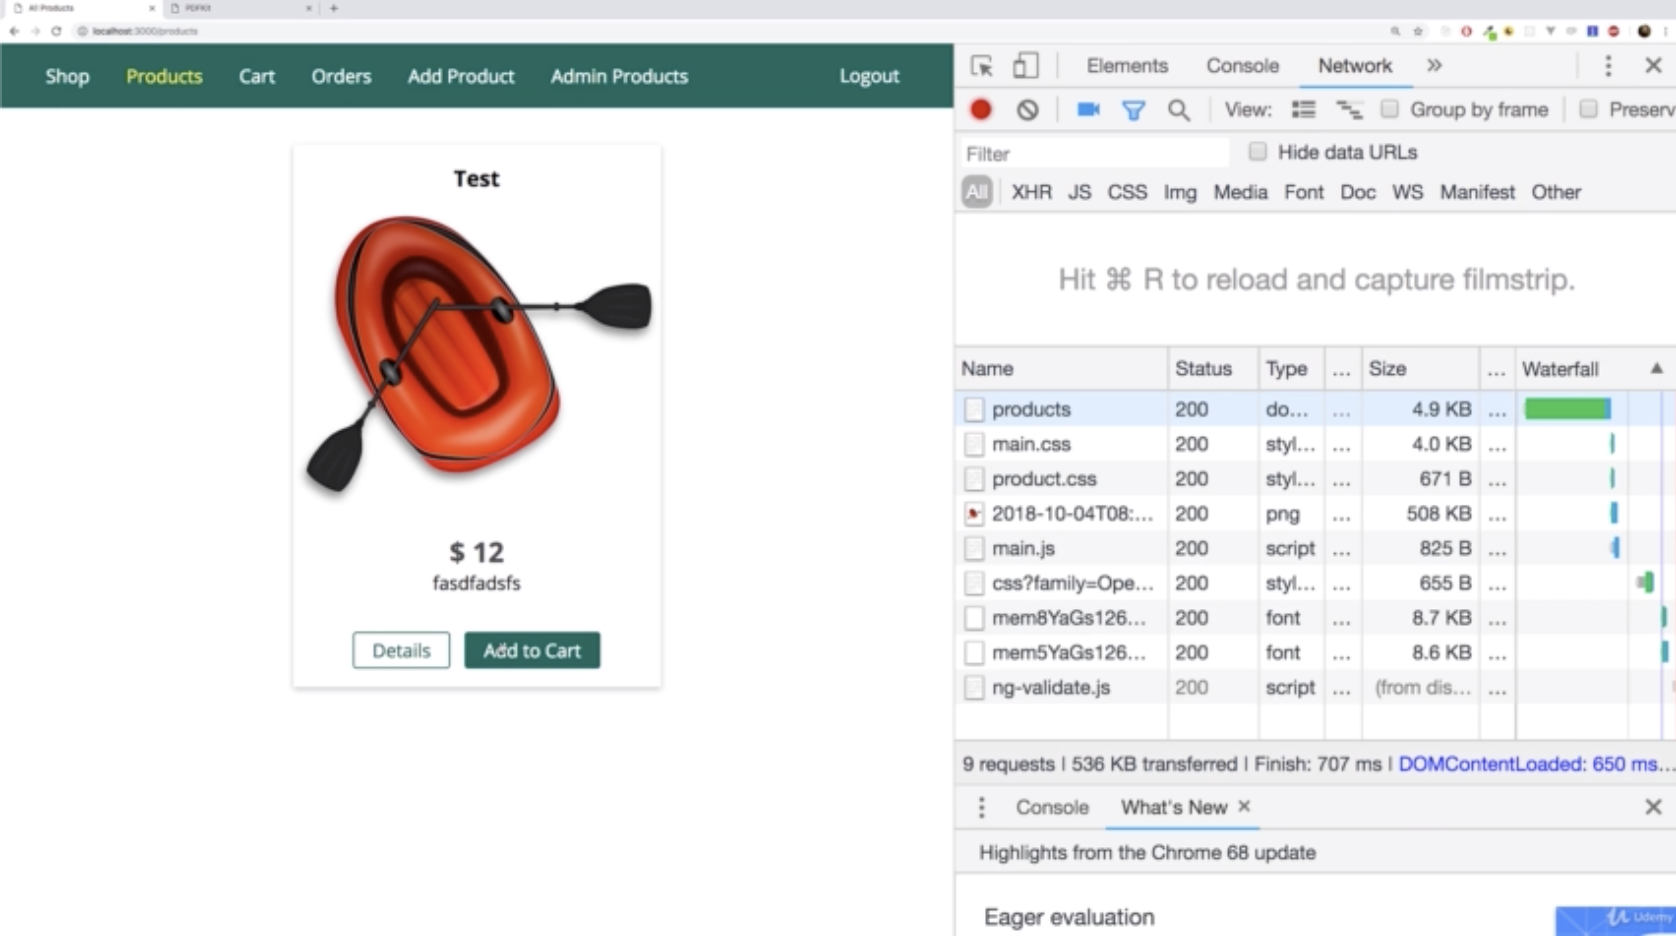 All Products
PDFKit
localhost:3000/products
Shop Products Cart Orders Add Product Admin Products Logout
Test
$ 12
fasdfadsfs
Details Add to Cart
Elements Console Network
View: Group by frame Preserv
Filter Hide data URLs
All XHR JS CSS Img Media Font Doc WS Manifest Other
Hit ⌘ R to reload and capture filmstrip.
Name Status Type ... Size ... Waterfall
products 200 do... ... 4.9 KB ...
main.css 200 styl... ... 4.0 KB ...
product.css 200 styl... ... 671 B ...
2018-10-04T08:... 200 png ... 508 KB ...
main.js 200 script ... 825 B ...
css?family=Ope... 200 styl... ... 655 B ...
mem8YaGs126... 200 font ... 8.7 KB ...
mem5YaGs126... 200 font ... 8.6 KB ...
ng-validate.js 200 script ... (from dis... ...
9 requests | 536 KB transferred | Finish: 707 ms | DOMContentLoaded: 650 ms...
Console What's New
Highlights from the Chrome 68 update
Eager evaluation
Udemy